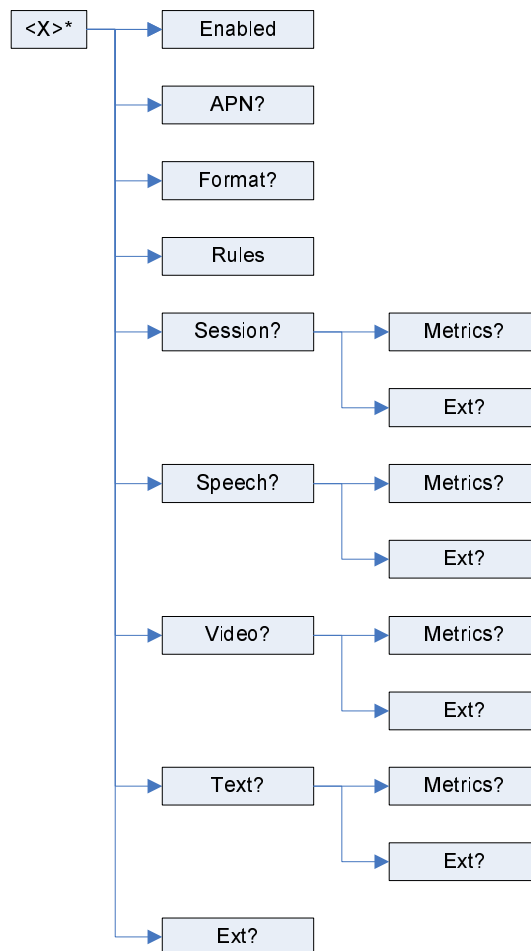 <X>*
Enabled
APN?
Format?
Rules
Session?
Metrics?
Ext?
Speech?
Metrics?
Ext?
Video?
Metrics?
Ext?
Text?
Metrics?
Ext?
Ext?